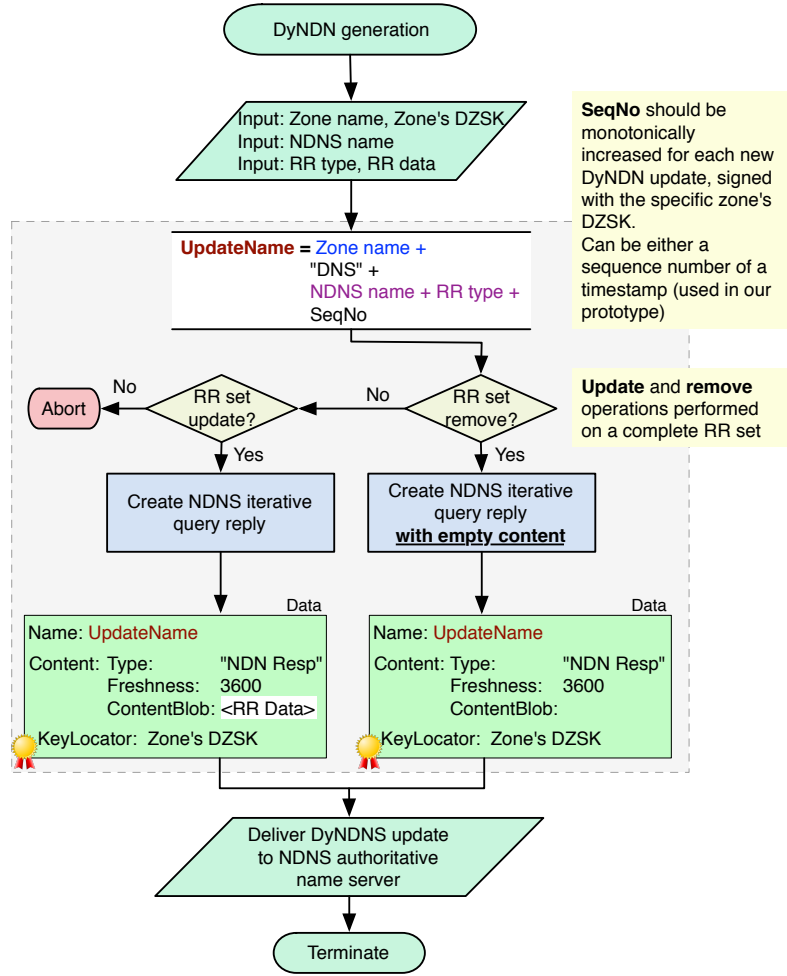 DyNDN generation
Input: Zone name, Zone's DZSK
Input: NDNS name
Input: RR type, RR data
SeqNo should be
monotonically
increased for each new
DyNDN update, signed
with the specific zone's
DZSK.
Can be either a
sequence number of a
timestamp (used in our
prototype)
UpdateName = Zone name +
"DNS" +
NDNS name + RR type +
SeqNo
Update and remove
operations performed
on a complete RR set
RR set
remove?
No
RR set
update?
No
Abort
Yes
Yes
Create NDNS iterative
query reply
Create NDNS iterative
query reply
with empty content
Data
Name: UpdateName
Content: Type: "NDN Resp"
Freshness: 3600
ContentBlob: <RR Data>
KeyLocator: Zone's DZSK
Data
Name: UpdateName
Content: Type: "NDN Resp"
Freshness: 3600
ContentBlob:
KeyLocator: Zone's DZSK
Deliver DyNDNS update
to NDNS authoritative
name server
Terminate